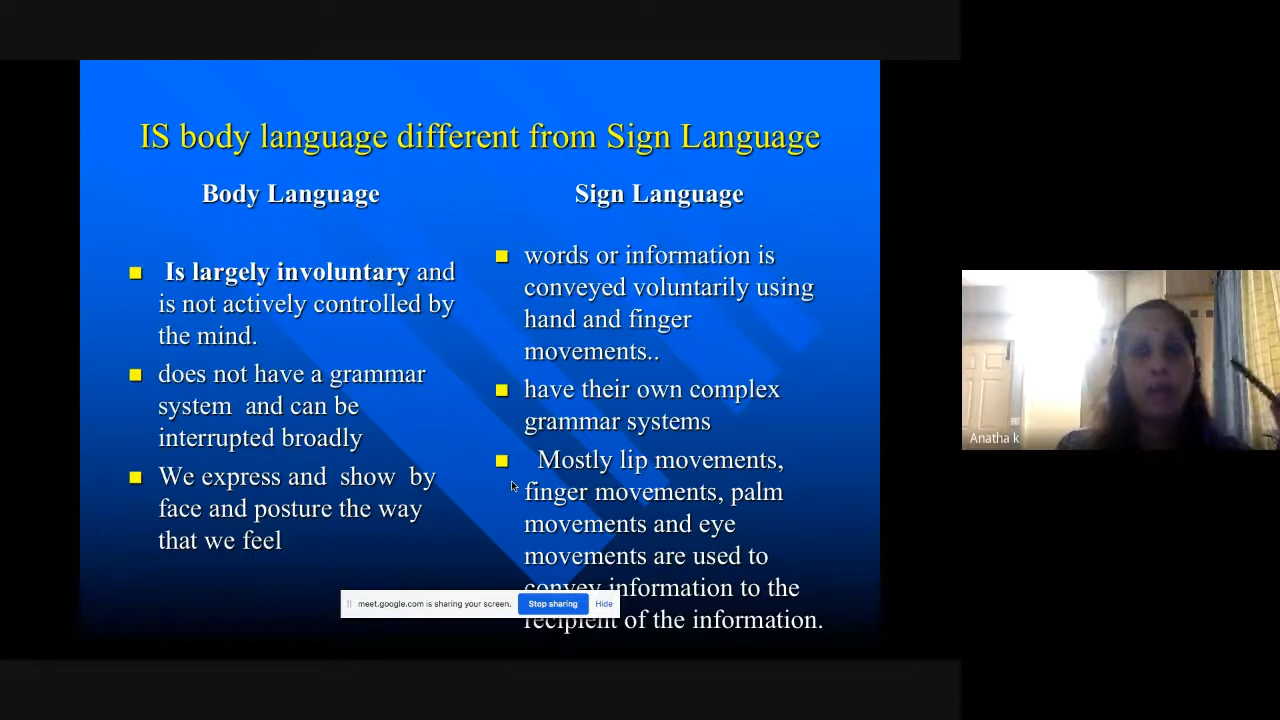 IS body language different from Sign Language
Body Language
Is largely involuntary and
is not actively controlled by
the mind.
does not have a grammar
system and can be
interrupted broadly
We express and show by
face and posture the way
that we feel
Sign Language
words or information is
conveyed voluntarily using
hand and finger
movements..
have their own complex
grammar systems
Mostly lip movements,
finger movements, palm
movements and eye
movements are used to
convey information to the
recipient of the information.
meet.google.com is sharing your screen. Stop sharing Hide
Anatha k